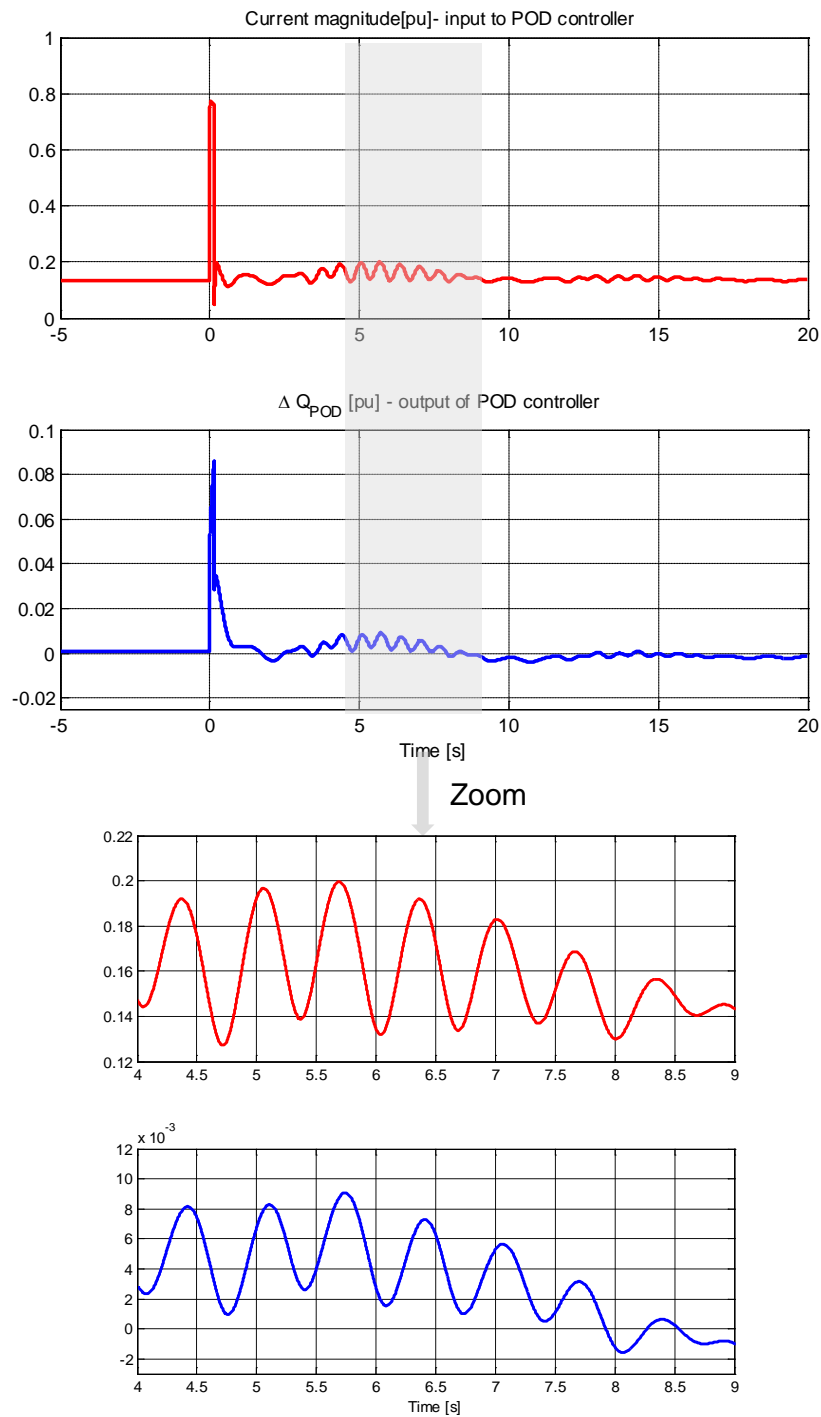 Current magnitude[pu]- input to POD controller
1
0.8
0.6
0.4
0.2
0
-5 0 5 10 15 20
Δ Q_POD [pu] - output of POD controller
0.1
0.08
0.06
0.04
0.02
0
-0.02
-5 0 5 10 15 20
Time [s]
Zoom
0.22
0.2
0.18
0.16
0.14
0.12
4 4.5 5 5.5 6 6.5 7 7.5 8 8.5 9
x 10^-3
12
10
8
6
4
2
0
-2
4 4.5 5 5.5 6 6.5 7 7.5 8 8.5 9
Time [s]